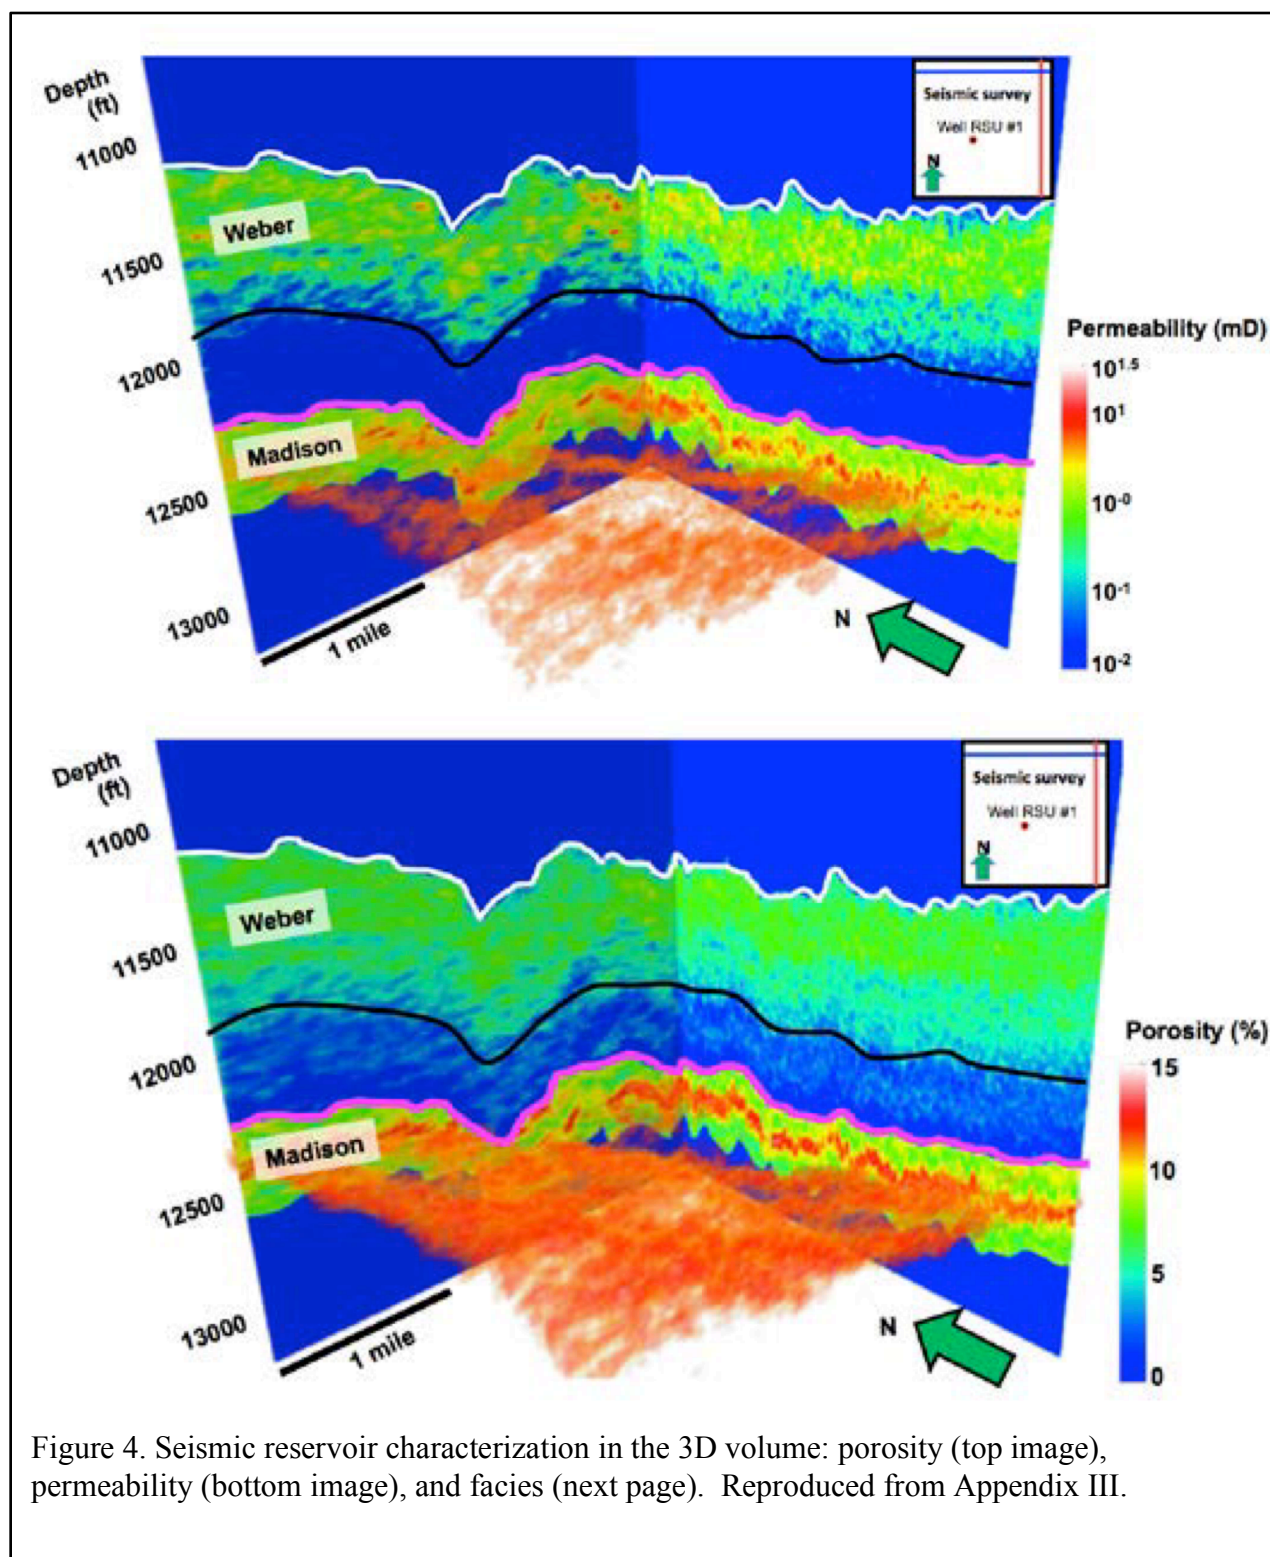 Depth
(ft)
11000
11500
12000
12500
13000
Weber
Madison
1 mile
N
Seismic survey
Well RSU #1
N
Permeability (mD)
10^1.5
10^1
10^-0
10^-1
10^-2
Depth
(ft)
11000
11500
12000
12500
13000
Weber
Madison
1 mile
N
Seismic survey
Well RSU #1
N
Porosity (%)
15
10
5
0
Figure 4. Seismic reservoir characterization in the 3D volume: porosity (top image),
permeability (bottom image), and facies (next page).  Reproduced from Appendix III.